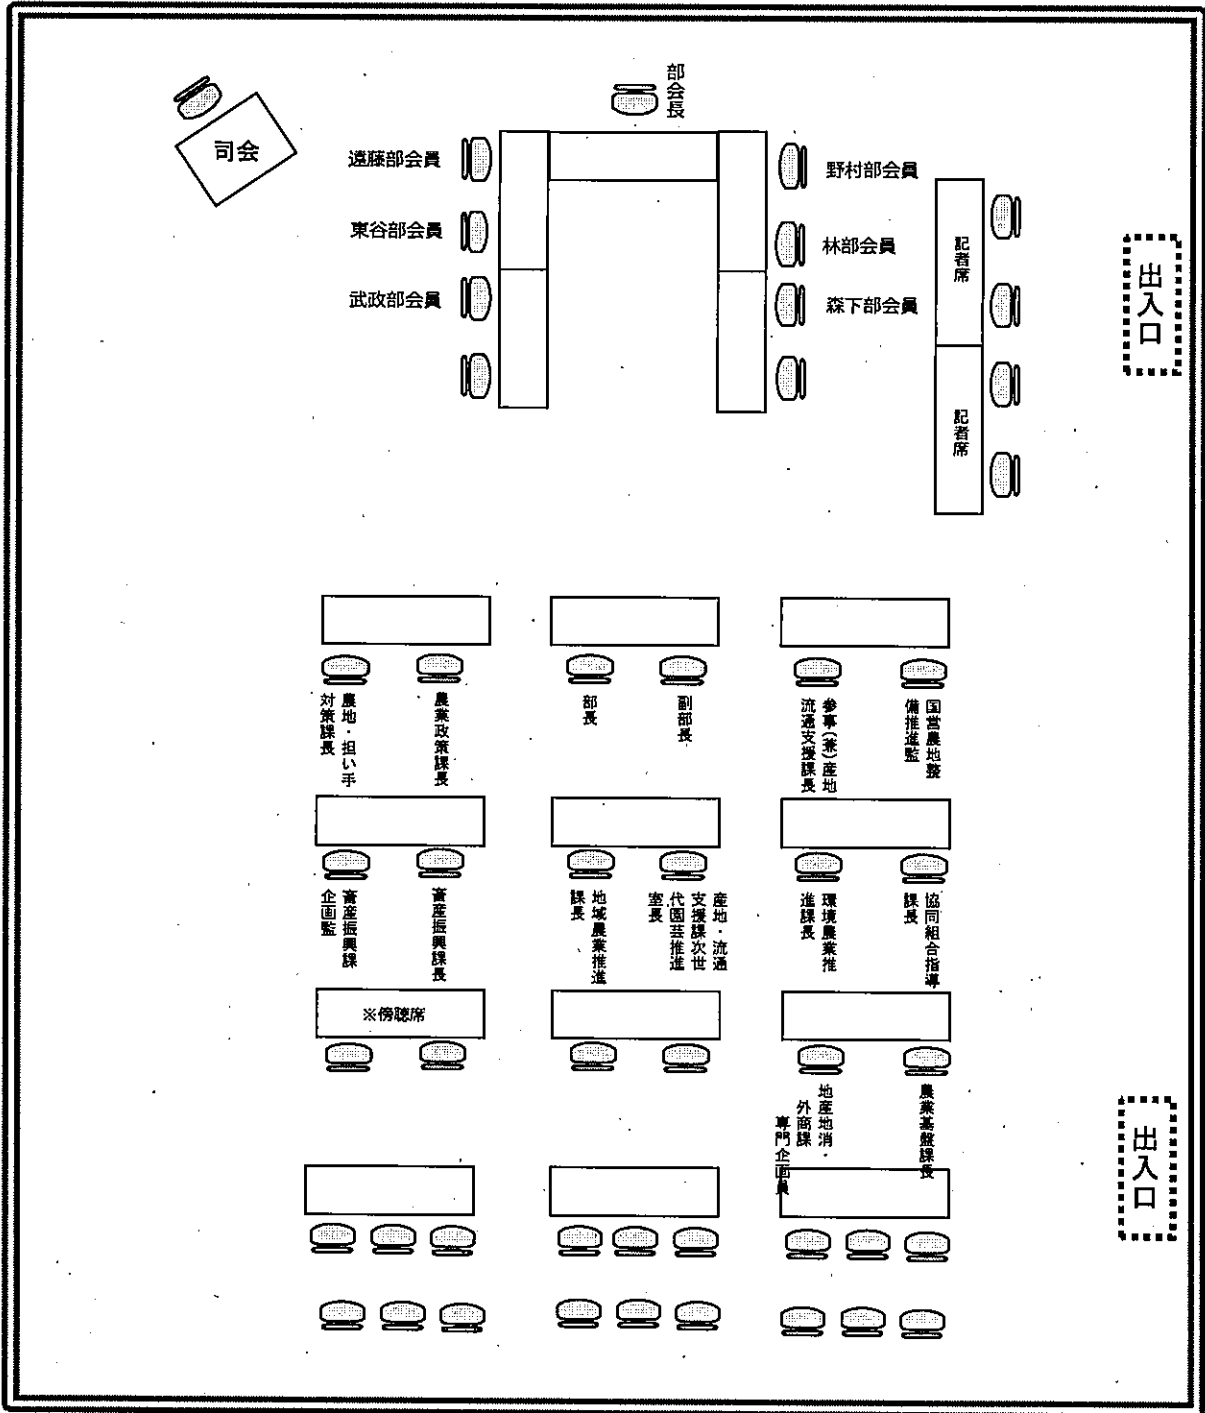 部会長
司会
遠藤部会員
東谷部会員
武政部会員
野村部会員
林部会員
森下部会員
記者席
記者席
出入口
農地・担い手
対策課長
農業政策課長
部長
副部長
参事(兼)産地
流通支援課長
国営農地整
備推進監
畜産振興課
企画監
畜産振興課長
地域農業推進
課長
産地・流通
支援課次世
代園芸推進
室長
環境農業推
進課長
協同組合指導
課長
※傍聴席
地産地消・
外商課
専門企画員
農業基盤課長
出入口